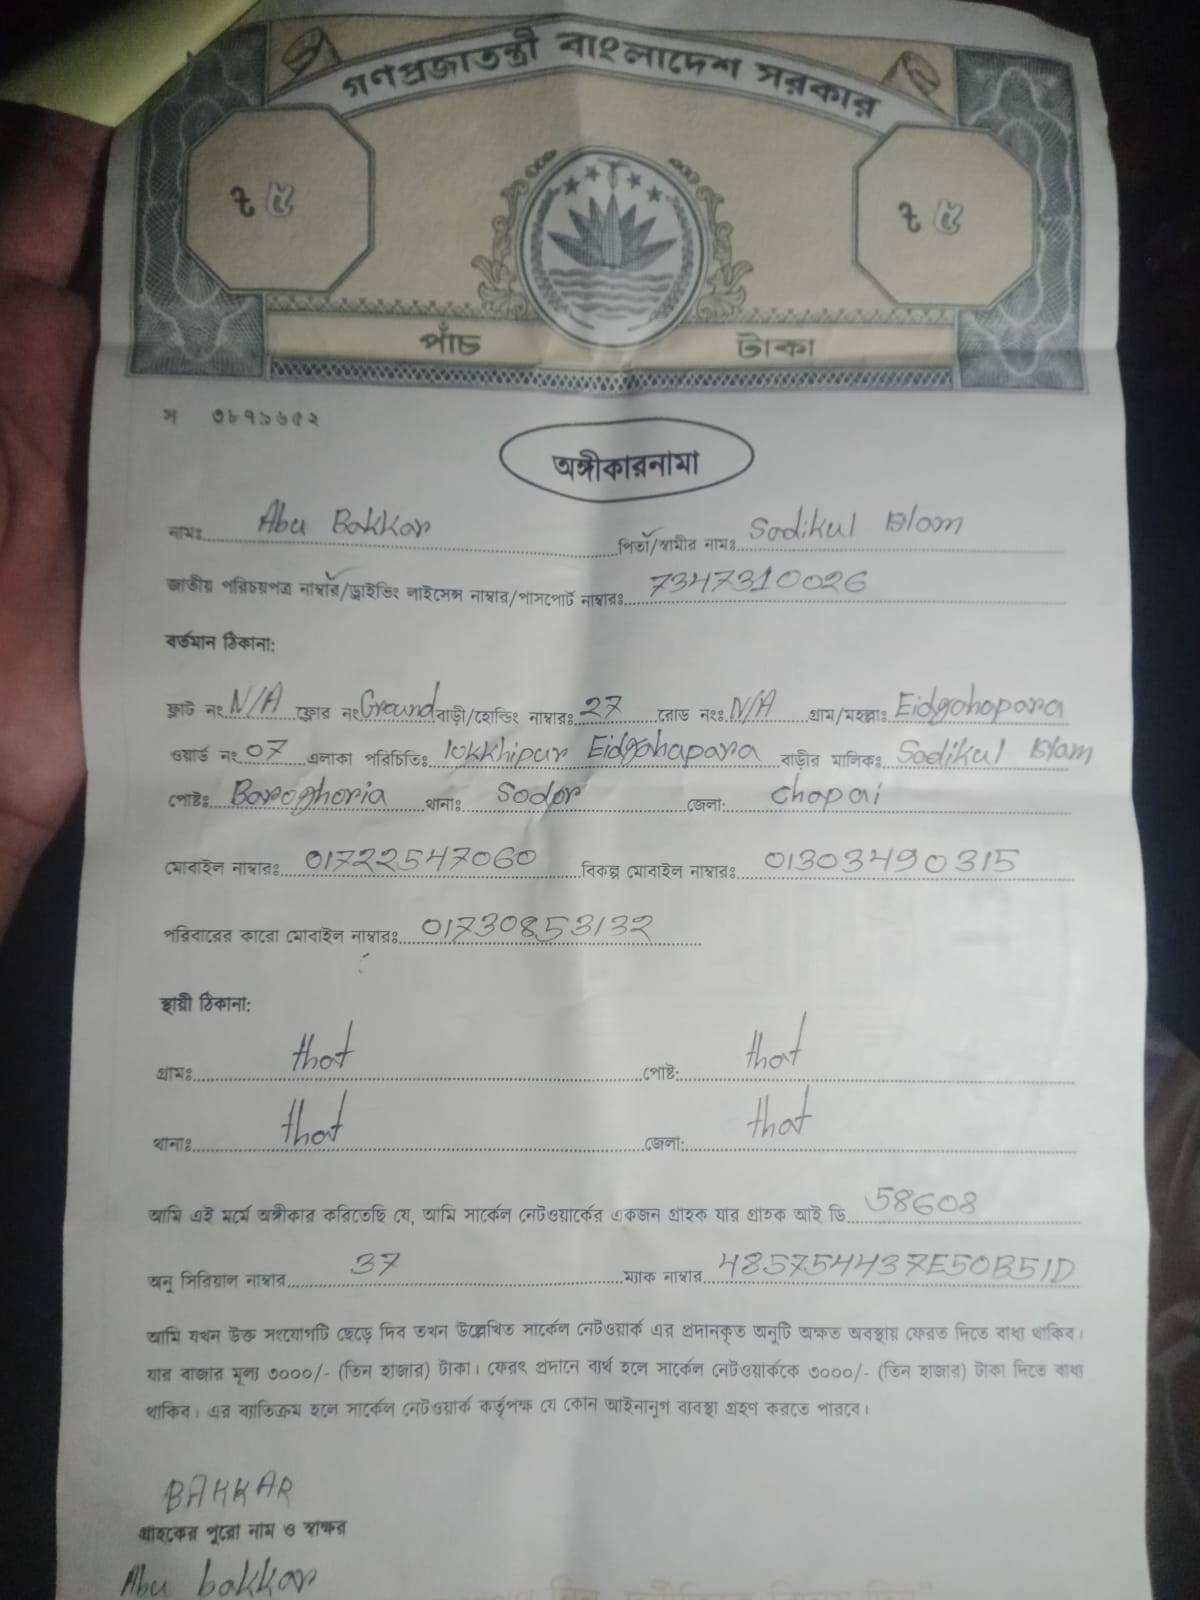 গণপ্রজাতন্ত্রী বাংলাদেশ সরকার
ট ৫ ট ৫
পাঁচ টাকা
স ৩৮৭৯৬৫২
অঙ্গীকারনামা
নামঃ Abu Bakkar পিতা/স্বামীর নামঃ Sadikul Islam
জাতীয় পরিচয়পত্র নাম্বার/ড্রাইভিং লাইসেন্স নাম্বার/পাসপোর্ট নাম্বারঃ 7347310026
বর্তমান ঠিকানা:
ফ্লাট নং N/A ফ্লোর নং Ground বাড়ী/হোল্ডিং নাম্বারঃ 27 রোড নংঃ N/A গ্রাম/মহল্লাঃ Eidgahapara
ওয়ার্ড নং 07 এলাকা পরিচিতিঃ lokkhipur Eidgahapara বাড়ীর মালিকঃ Sadikul Islam
পোষ্টঃ Baroghoria থানাঃ Sador জেলাঃ Chapai
মোবাইল নাম্বারঃ 01722547060 বিকল্প মোবাইল নাম্বারঃ 01303490315
পরিবারের কারো মোবাইল নাম্বারঃ 01730853132
স্থায়ী ঠিকানা:
গ্রামঃ that পোষ্ট: that
থানাঃ that জেলা: that
আমি এই মর্মে অঙ্গীকার করিতেছি যে, আমি সার্কেল নেটওয়ার্কের একজন গ্রাহক যার গ্রাহক আই ডি 58608
অনু সিরিয়াল নাম্বার 37 ম্যাক নাম্বার 485754437E50B51D
আমি যখন উক্ত সংযোগটি ছেড়ে দিব তখন উল্লেখিত সার্কেল নেটওয়ার্ক এর প্রদানকৃত অনুটি অক্ষত অবস্থায় ফেরত দিতে বাধ্য থাকিব।
যার বাজার মূল্য ৩০০০/- (তিন হাজার) টাকা। ফেরৎ প্রদানে ব্যর্থ হলে সার্কেল নেটওয়ার্ককে ৩০০০/- (তিন হাজার) টাকা দিতে বাধ্য
থাকিব। এর ব্যতিক্রম হলে সার্কেল নেটওয়ার্ক কর্তৃপক্ষ যে কোন আইনানুগ ব্যবস্থা গ্রহণ করতে পারবে।
BAKKAR
গ্রাহকের পুরো নাম ও স্বাক্ষর
Abu bakkar